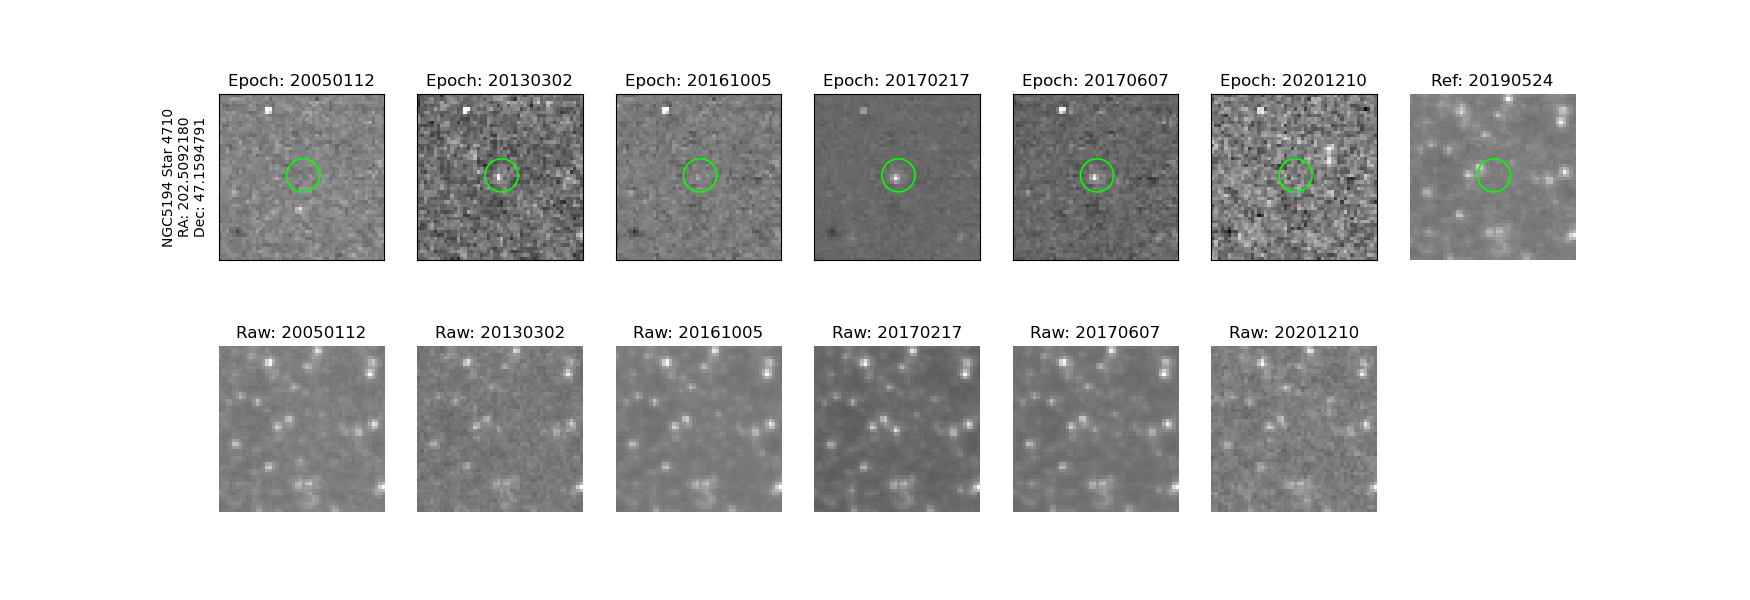 Epoch: 20050112
Epoch: 20130302
Epoch: 20161005
Epoch: 20170217
Epoch: 20170607
Epoch: 20201210
Ref: 20190524
NGC5194 Star 4710
RA: 202.5092180
Dec: 47.1594791
Raw: 20050112
Raw: 20130302
Raw: 20161005
Raw: 20170217
Raw: 20170607
Raw: 20201210